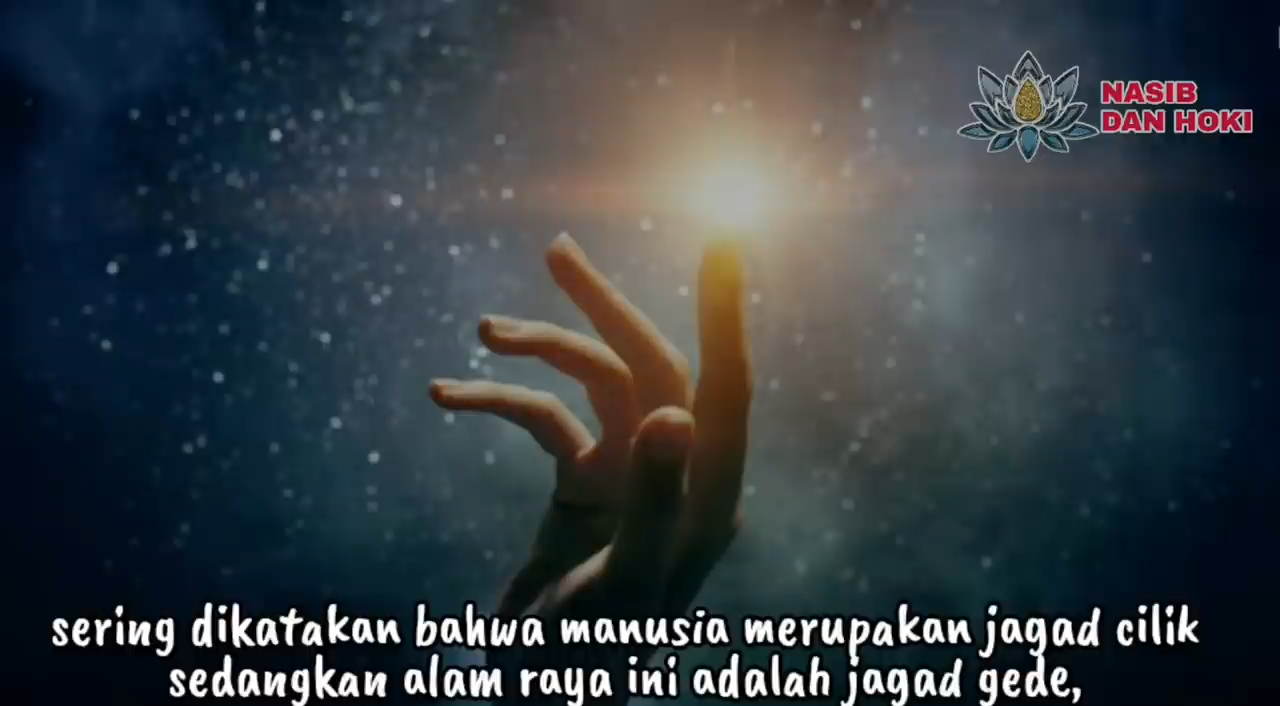 NASIB
DAN HOKI
sering dikatakan bahwa manusia merupakan jagad cilik
sedangkan alam raya ini adalah jagad gede,